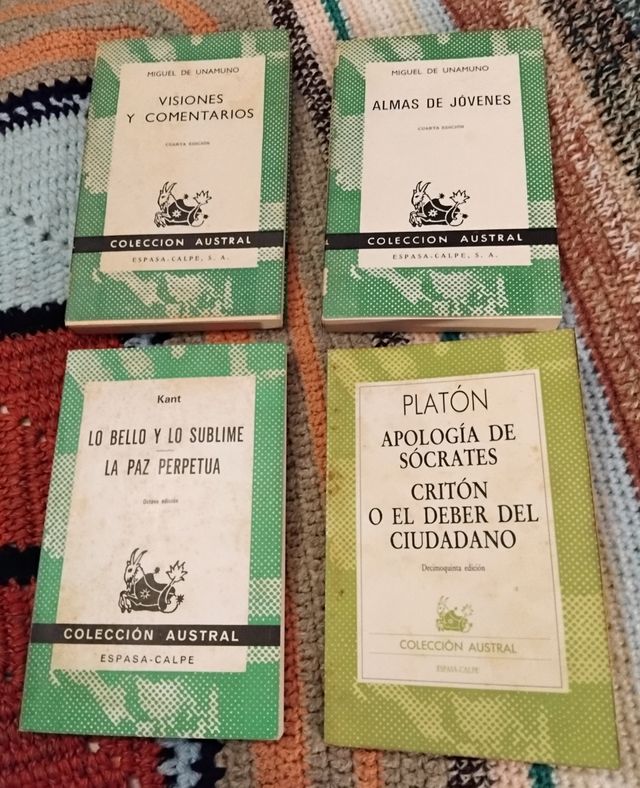 MIGUEL DE UNAMUNO
VISIONES
Y COMENTARIOS
CUARTA EDICIÓN
COLECCION AUSTRAL
ESPASA-CALPE, S. A.
MIGUEL DE UNAMUNO
ALMAS DE JÓVENES
CUARTA EDICIÓN
COLECCION AUSTRAL
ESPASA-CALPE, S. A.
Kant
LO BELLO Y LO SUBLIME
LA PAZ PERPETUA
Octava edición
COLECCIÓN AUSTRAL
ESPASA-CALPE
PLATÓN
APOLOGÍA DE
SÓCRATES
CRITÓN
O EL DEBER DEL
CIUDADANO
Decimoquinta edición
COLECCIÓN AUSTRAL
ESPASA-CALPE